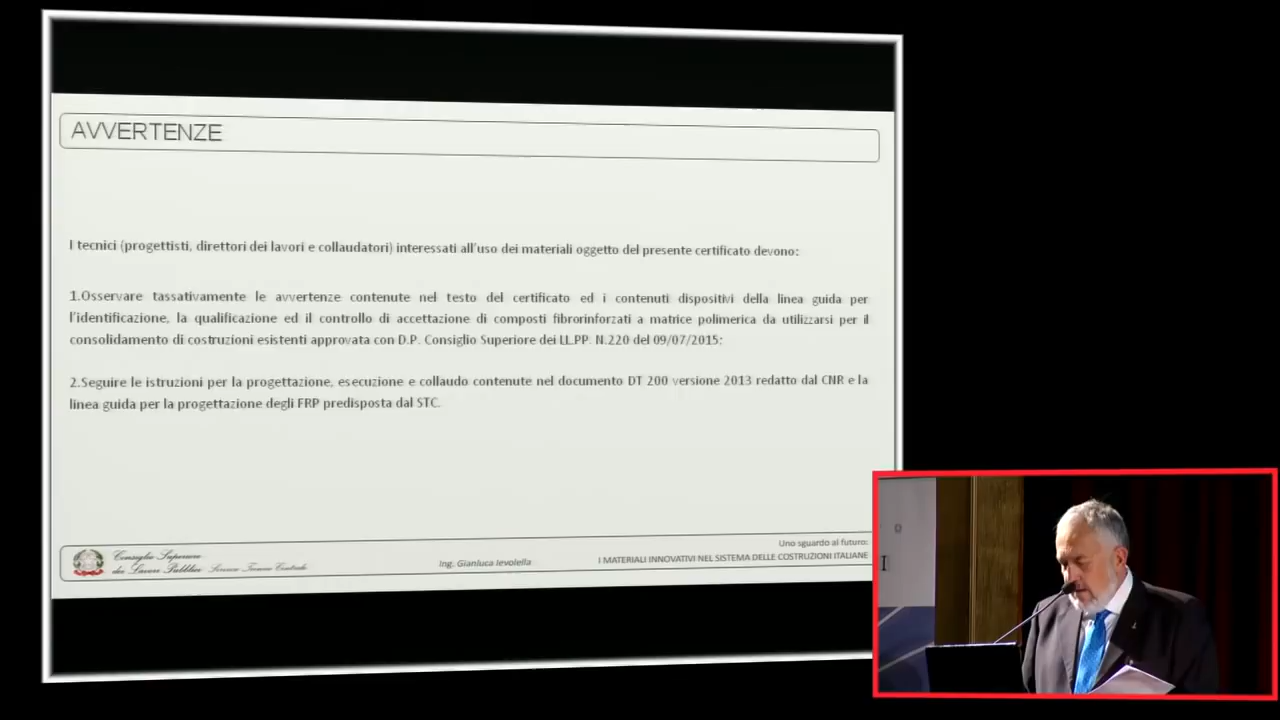 AVVERTENZE
I tecnici (progettisti, direttori dei lavori e collaudatori) interessati all'uso dei materiali oggetto del presente certificato devono:
1.Osservare tassativamente le avvertenze contenute nel testo del certificato ed i contenuti dispositivi della linea guida per
l'identificazione, la qualificazione ed il controllo di accettazione di composti fibrorinforzati a matrice polimerica da utilizzarsi per il
consolidamento di costruzioni esistenti approvata con D.P. Consiglio Superiore dei LL.PP. N.220 del 09/07/2015;
2.Seguire le istruzioni per la progettazione, esecuzione e collaudo contenute nel documento DT 200 versione 2013 redatto dal CNR e la
linea guida per la progettazione degli FRP predisposta dal STC.
Consiglio Superiore
dei Lavori Pubblici Servizio Tecnico Centrale
Ing. Gianluca Ievolella
Uno sguardo al futuro:
I MATERIALI INNOVATIVI NEL SISTEMA DELLE COSTRUZIONI ITALIANE
O
I